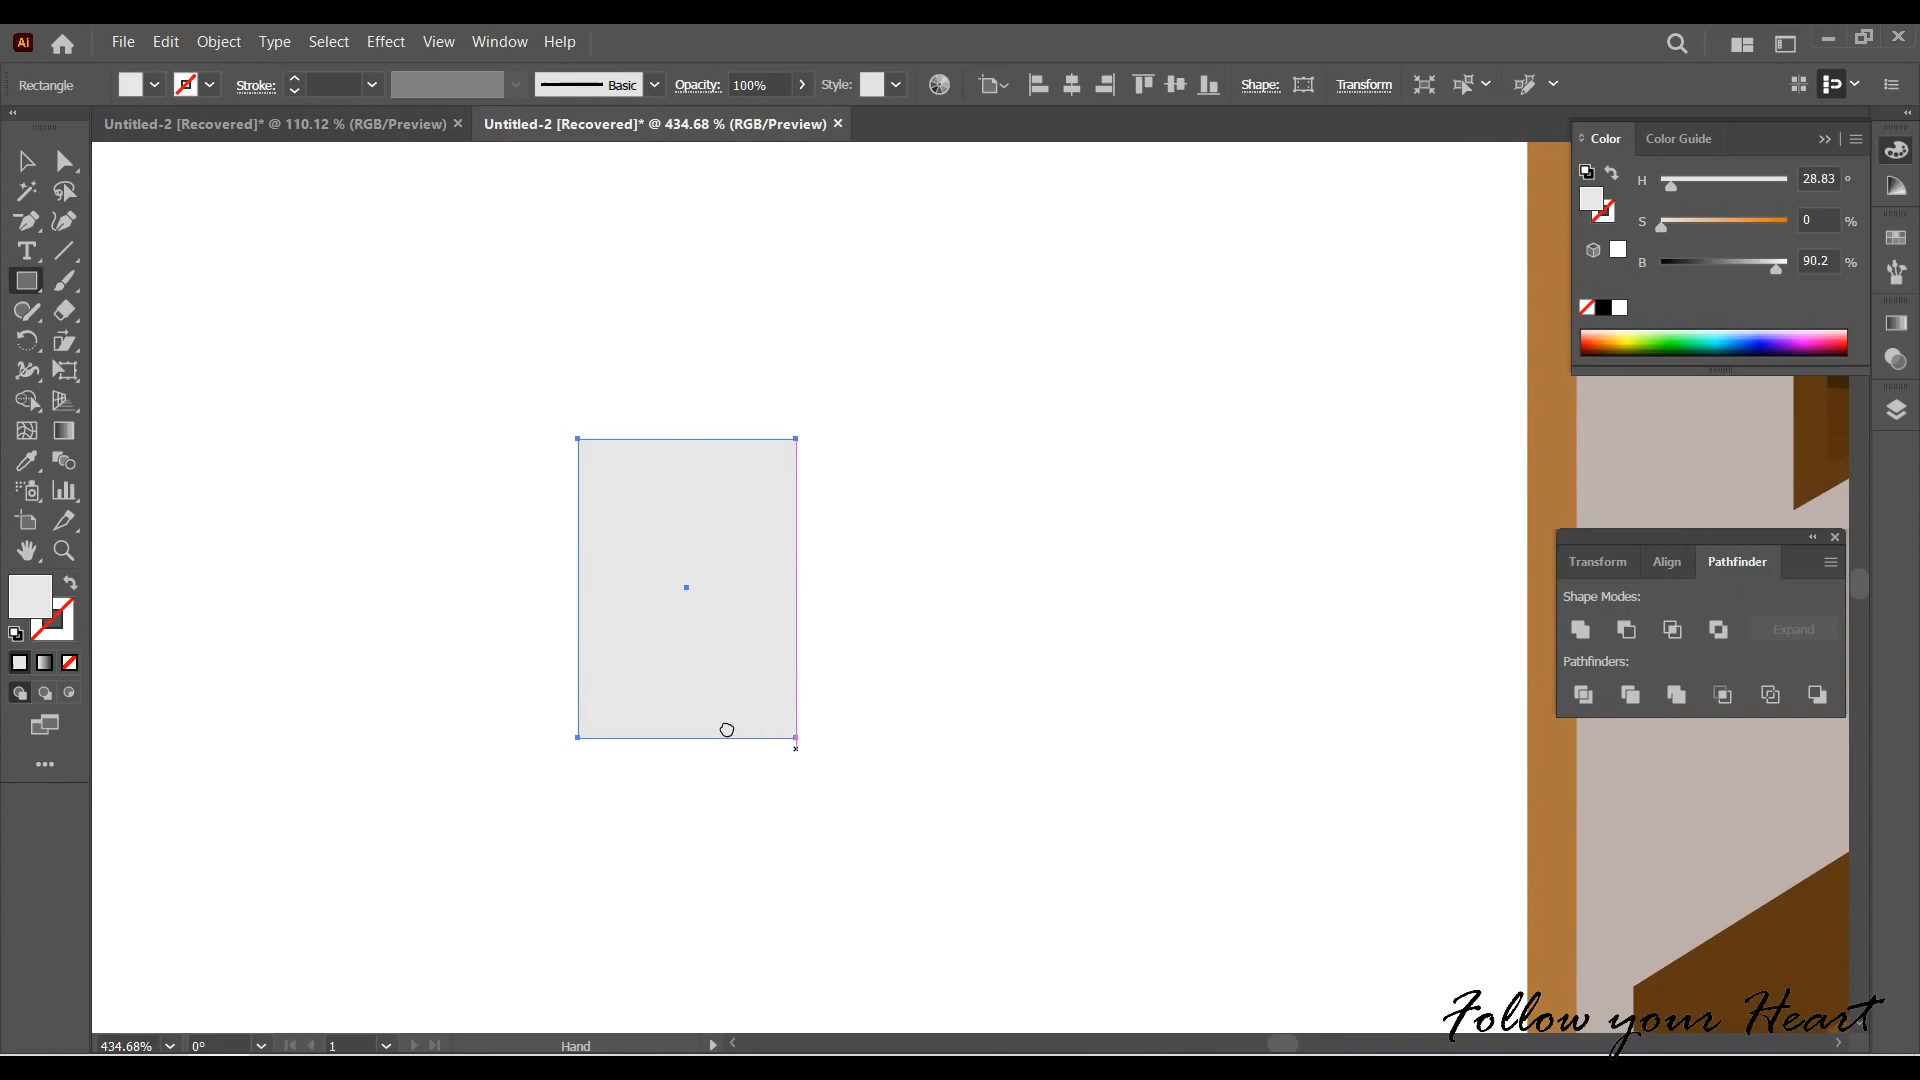 Ai File Edit Object Type Select Effect View Window Help
Rectangle Stroke: Basic Opacity: 100% Style: Shape: Transform
Untitled-2 [Recovered]* @ 110.12 % (RGB/Preview) × Untitled-2 [Recovered]* @ 434.68 % (RGB/Preview) ×
Color Color Guide
H 28.83 °
S 0 %
B 90.2 %
Transform Align Pathfinder
Shape Modes:
Expand
Pathfinders:
Follow your Heart
434.68% 0° 1 Hand